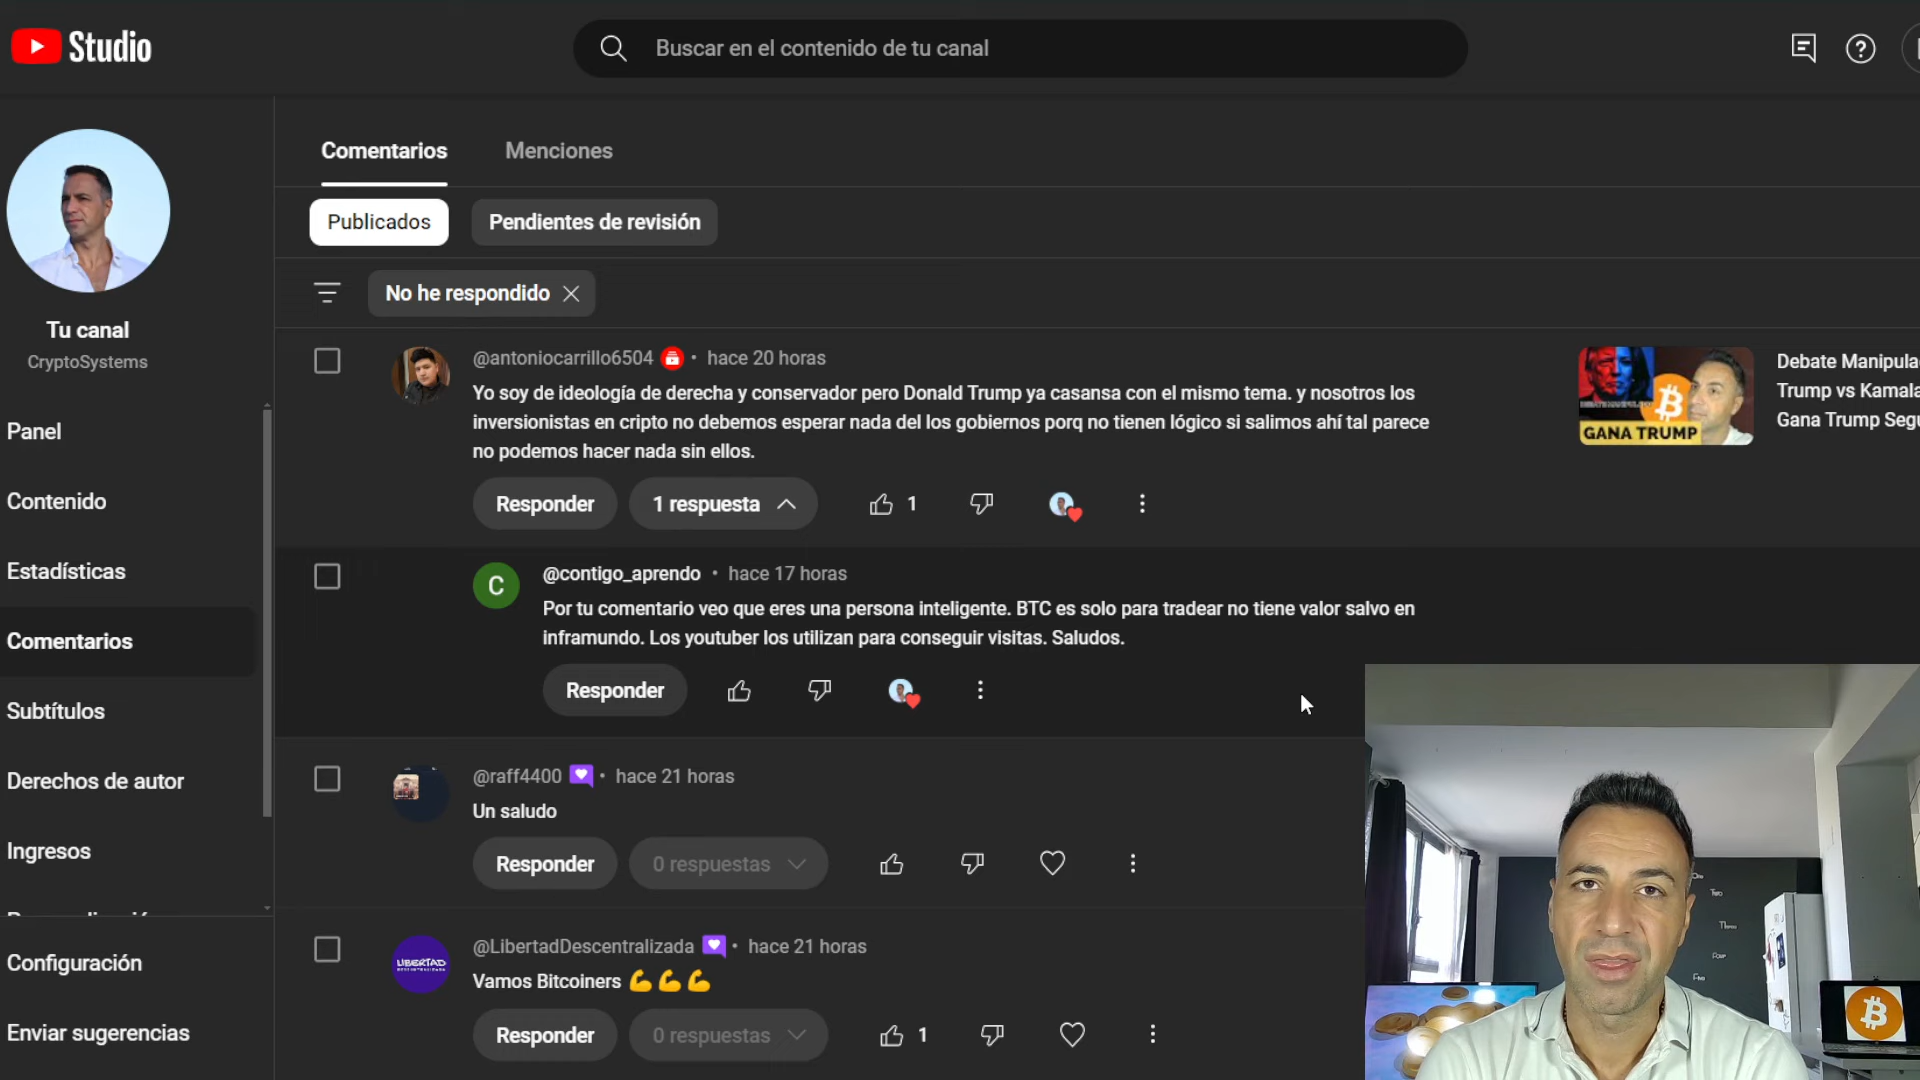 Studio
Buscar en el contenido de tu canal
Tu canal
CryptoSystems
Panel
Contenido
Estadísticas
Comentarios
Subtítulos
Derechos de autor
Ingresos
Configuración
Enviar sugerencias
Comentarios
Menciones
Publicados
Pendientes de revisión
No he respondido
@antoniocarrillo6504 • hace 20 horas
Yo soy de ideología de derecha y conservador pero Donald Trump ya casansa con el mismo tema. y nosotros los
inversionistas en cripto no debemos esperar nada del los gobiernos porq no tienen lógico si salimos ahí tal parece
no podemos hacer nada sin ellos.
Responder
1 respuesta
1
GANA TRUMP
Debate Manipula
Trump vs Kamala
Gana Trump Segu
C
@contigo_aprendo • hace 17 horas
Por tu comentario veo que eres una persona inteligente. BTC es solo para tradear no tiene valor salvo en
inframundo. Los youtuber los utilizan para conseguir visitas. Saludos.
Responder
@raff4400 • hace 21 horas
Un saludo
Responder
0 respuestas
LIBERTAD
@LibertadDescentralizada • hace 21 horas
Vamos Bitcoiners 💪💪💪
Responder
0 respuestas
1